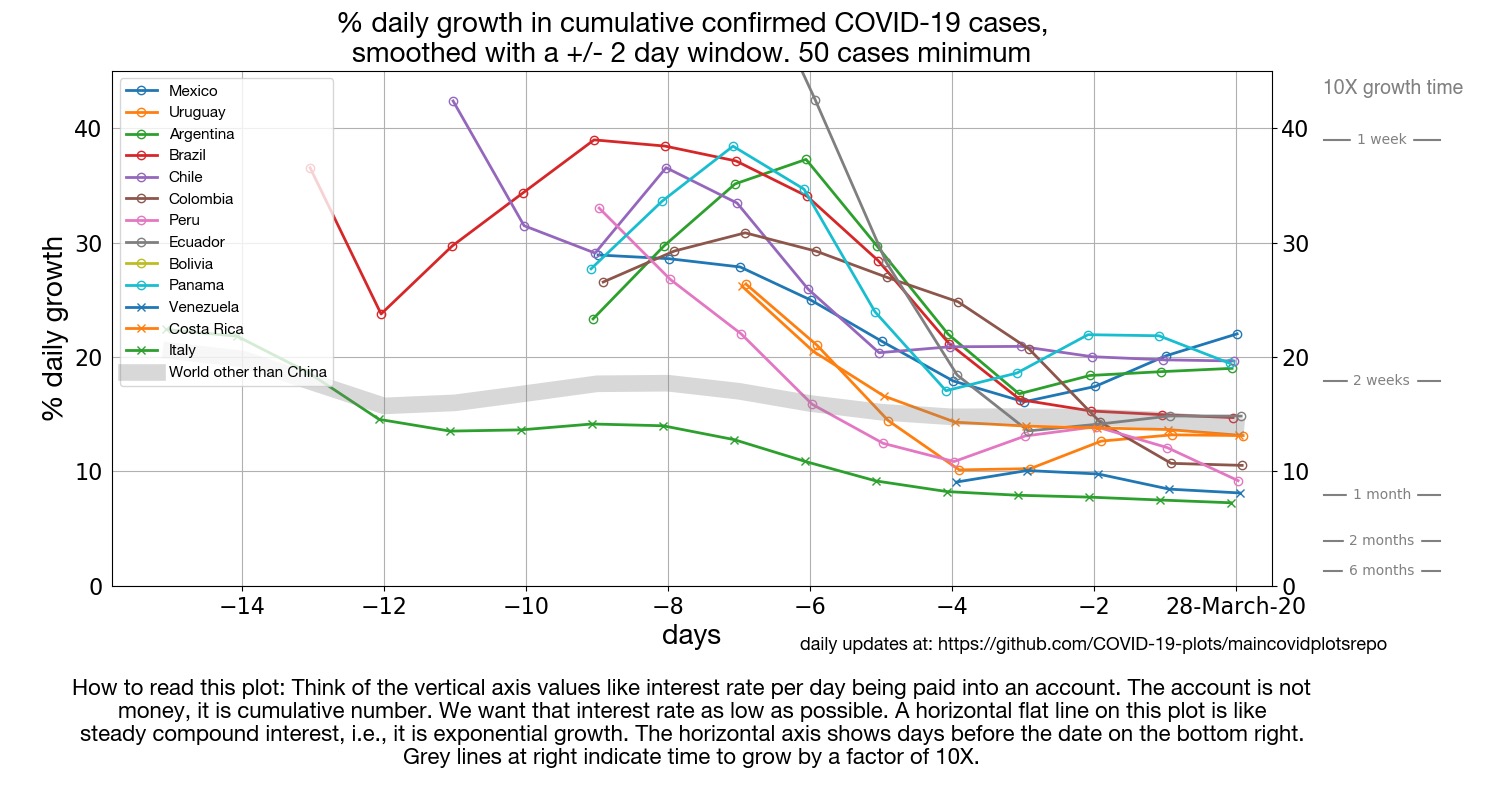 % daily growth in cumulative confirmed COVID-19 cases,
smoothed with a +/- 2 day window. 50 cases minimum
10X growth time
% daily growth
40
30
20
10
0
Mexico
Uruguay
Argentina
Brazil
Chile
Colombia
Peru
Ecuador
Bolivia
Panama
Venezuela
Costa Rica
Italy
World other than China
40
30
20
10
0
1 week
2 weeks
1 month
2 months
6 months
−14 −12 −10 −8 −6 −4 −2 28-March-20
days
daily updates at: https://github.com/COVID-19-plots/maincovidplotsrepo
How to read this plot: Think of the vertical axis values like interest rate per day being paid into an account. The account is not
money, it is cumulative number. We want that interest rate as low as possible. A horizontal flat line on this plot is like
steady compound interest, i.e., it is exponential growth. The horizontal axis shows days before the date on the bottom right.
Grey lines at right indicate time to grow by a factor of 10X.